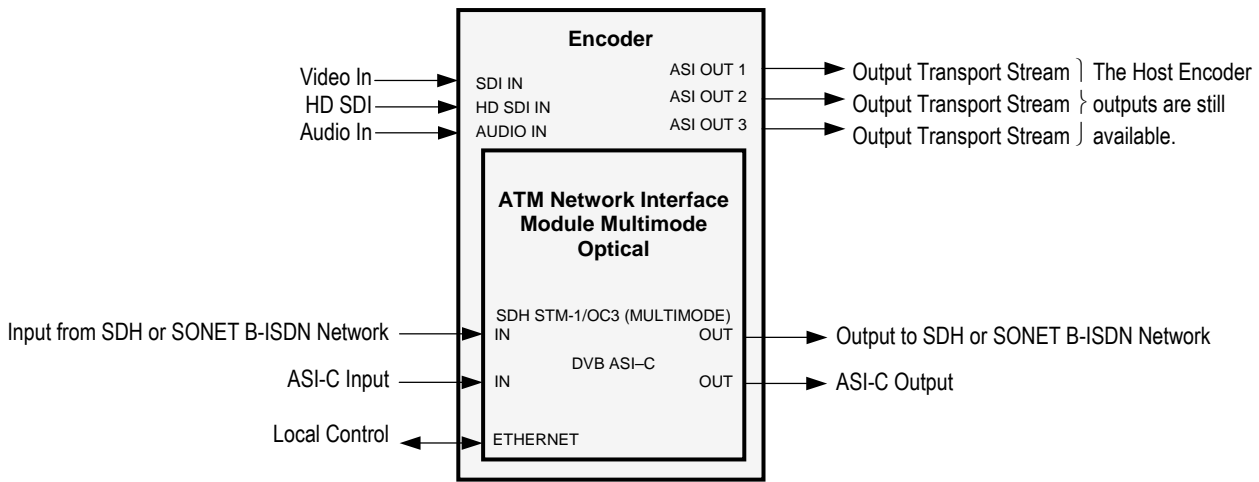 Encoder
Video In
HD SDI
Audio In
SDI IN
HD SDI IN
AUDIO IN
ASI OUT 1
ASI OUT 2
ASI OUT 3
Output Transport Stream
Output Transport Stream
Output Transport Stream
The Host Encoder
outputs are still
available.
ATM Network Interface
Module Multimode
Optical
SDH STM-1/OC3 (MULTIMODE)
Input from SDH or SONET B-ISDN Network
IN
OUT
Output to SDH or SONET B-ISDN Network
DVB ASI–C
ASI-C Input
IN
OUT
ASI-C Output
Local Control
ETHERNET